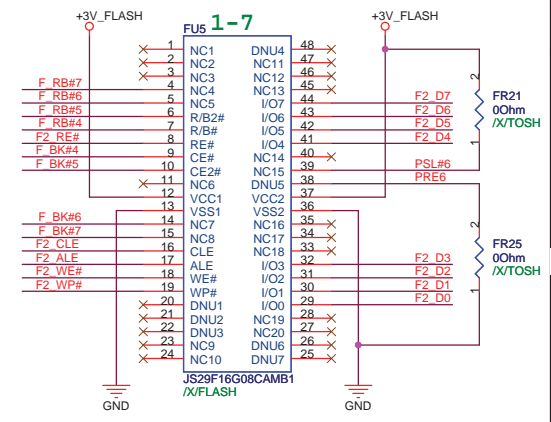 +3V_FLASH
+3V_FLASH
FU5 1-7
1 NC1 DNU4 48
2 NC2 NC11 47
3 NC3 NC12 46
F_RB#7 4 NC4 NC13 45
F_RB#6 5 NC5 I/O7 44 F2_D7
F_RB#5 6 R/B2# I/O6 43 F2_D6
F_RB#4 7 R/B# I/O5 42 F2_D5
F2_RE# 8 RE# I/O4 41 F2_D4
F_BK#4 9 CE# NC14 40
F_BK#5 10 CE2# NC15 39 PSL#6
11 NC6 DNU5 38 PRE6
12 VCC1 VCC2 37
13 VSS1 VSS2 36
F_BK#6 14 NC7 NC16 35
F_BK#7 15 NC8 NC17 34
F2_CLE 16 CLE NC18 33
F2_ALE 17 ALE I/O3 32 F2_D3
F2_WE# 18 WE# I/O2 31 F2_D2
F2_WP# 19 WP# I/O1 30 F2_D1
20 DNU1 I/O0 29 F2_D0
21 DNU2 NC19 28
22 DNU3 NC20 27
23 NC9 DNU6 26
24 NC10 DNU7 25
JS29F16G08CAMB1
/X/FLASH
GND
GND
2
FR21
0Ohm
/X/TOSH
1
2
FR25
0Ohm
/X/TOSH
1